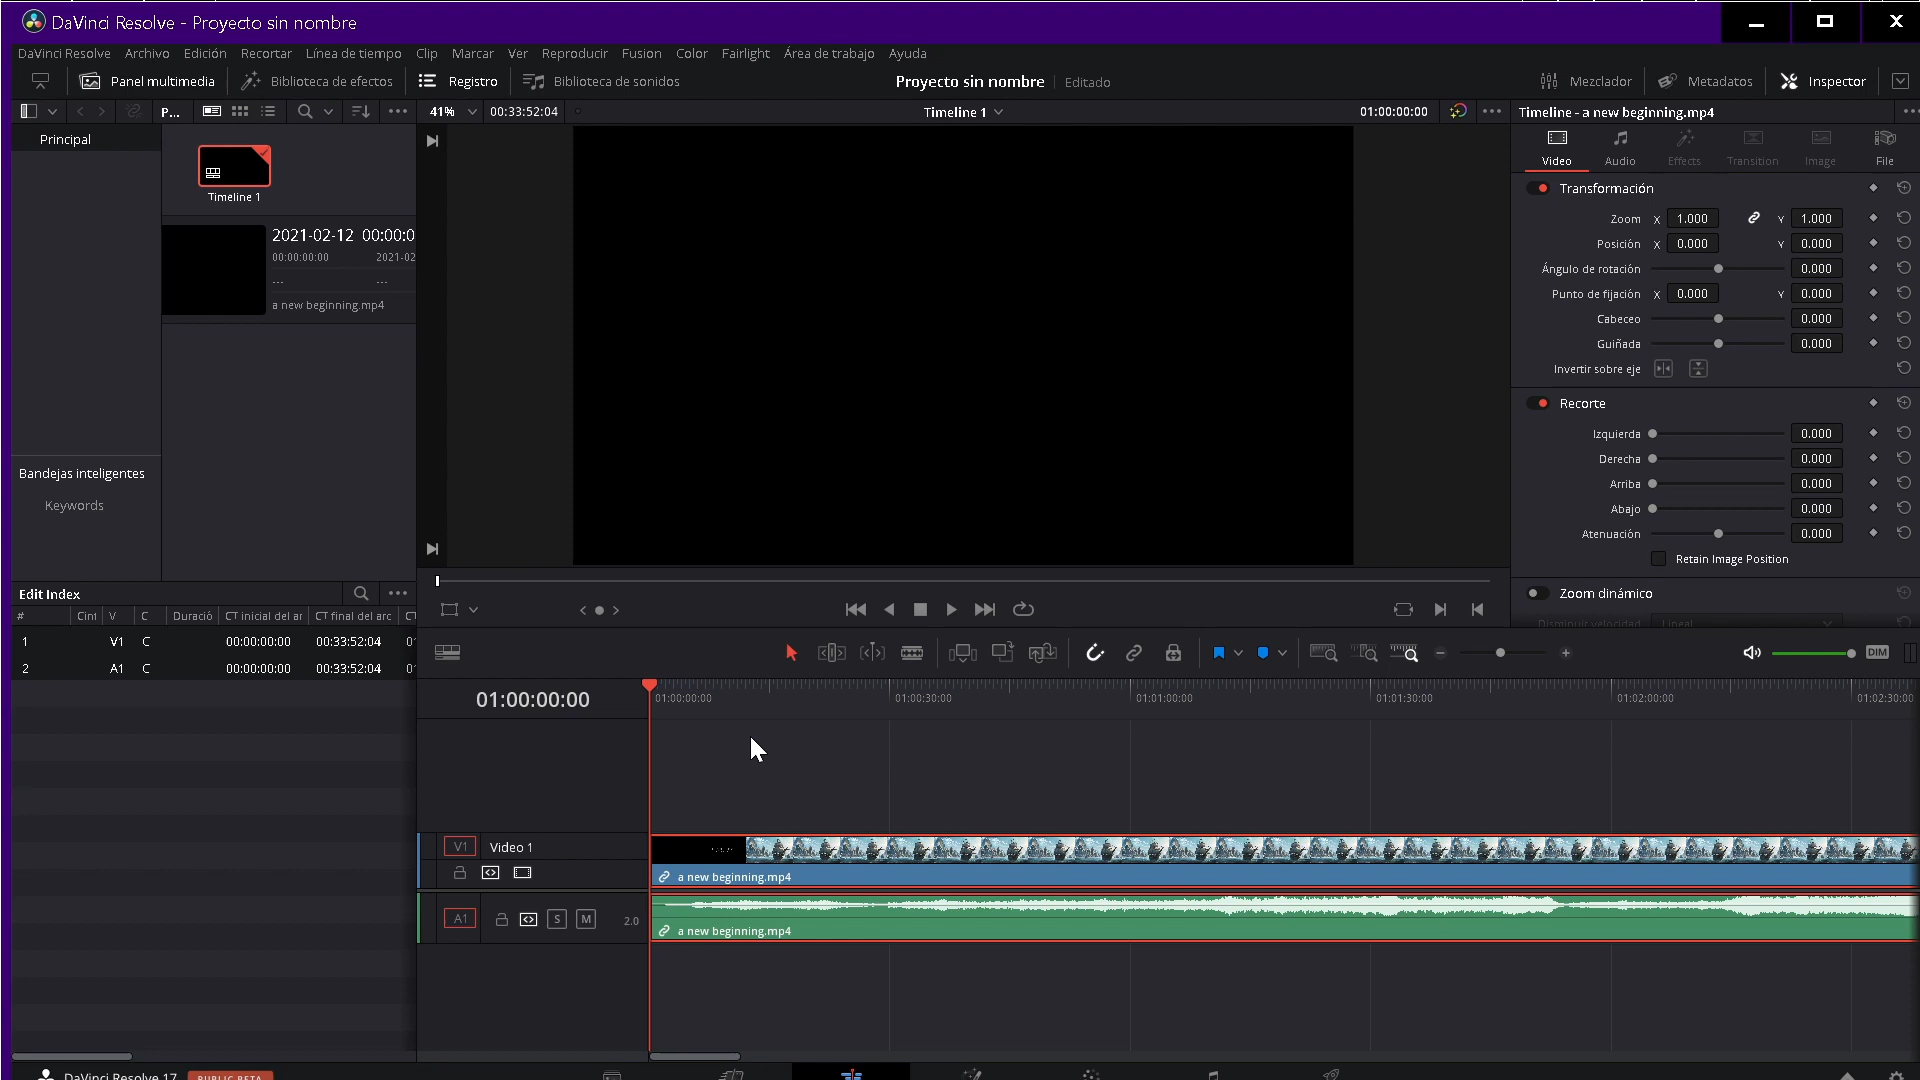 DaVinci Resolve - Proyecto sin nombre
DaVinci Resolve Archivo Edición Recortar Línea de tiempo Clip Marcar Ver Reproducir Fusion Color Fairlight Área de trabajo Ayuda
Panel multimedia Biblioteca de efectos Registro Biblioteca de sonidos Proyecto sin nombre Editado Mezclador Metadatos Inspector
P... 41% 00:33:52:04 Timeline 1 01:00:00:00 Timeline - a new beginning.mp4
Principal
Timeline 1
2021-02-12 00:00:0
00:00:00:00 2021-02
--- ---
a new beginning.mp4
Bandejas inteligentes
Keywords
Video Audio Effects Transition Image File
Transformación
Zoom X 1.000 Y 1.000
Posición X 0.000 Y 0.000
Ángulo de rotación 0.000
Punto de fijación X 0.000 Y 0.000
Cabeceo 0.000
Guiñada 0.000
Invertir sobre eje
Recorte
Izquierda 0.000
Derecha 0.000
Arriba 0.000
Abajo 0.000
Atenuación 0.000
Retain Image Position
Zoom dinámico
Disminuir velocidad Lineal
Edit Index
# Cint V C Duració CT inicial del ar CT final del arc CT
1 V1 C 00:00:00:00 00:33:52:04 01
2 A1 C 00:00:00:00 00:33:52:04 01
DIM
01:00:00:00
01:00:00:00 01:00:30:00 01:01:00:00 01:01:30:00 01:02:00:00 01:02:30:00
V1 Video 1
a new beginning.mp4
A1 S M 2.0
a new beginning.mp4
DaVinci Resolve 17 PUBLIC BETA